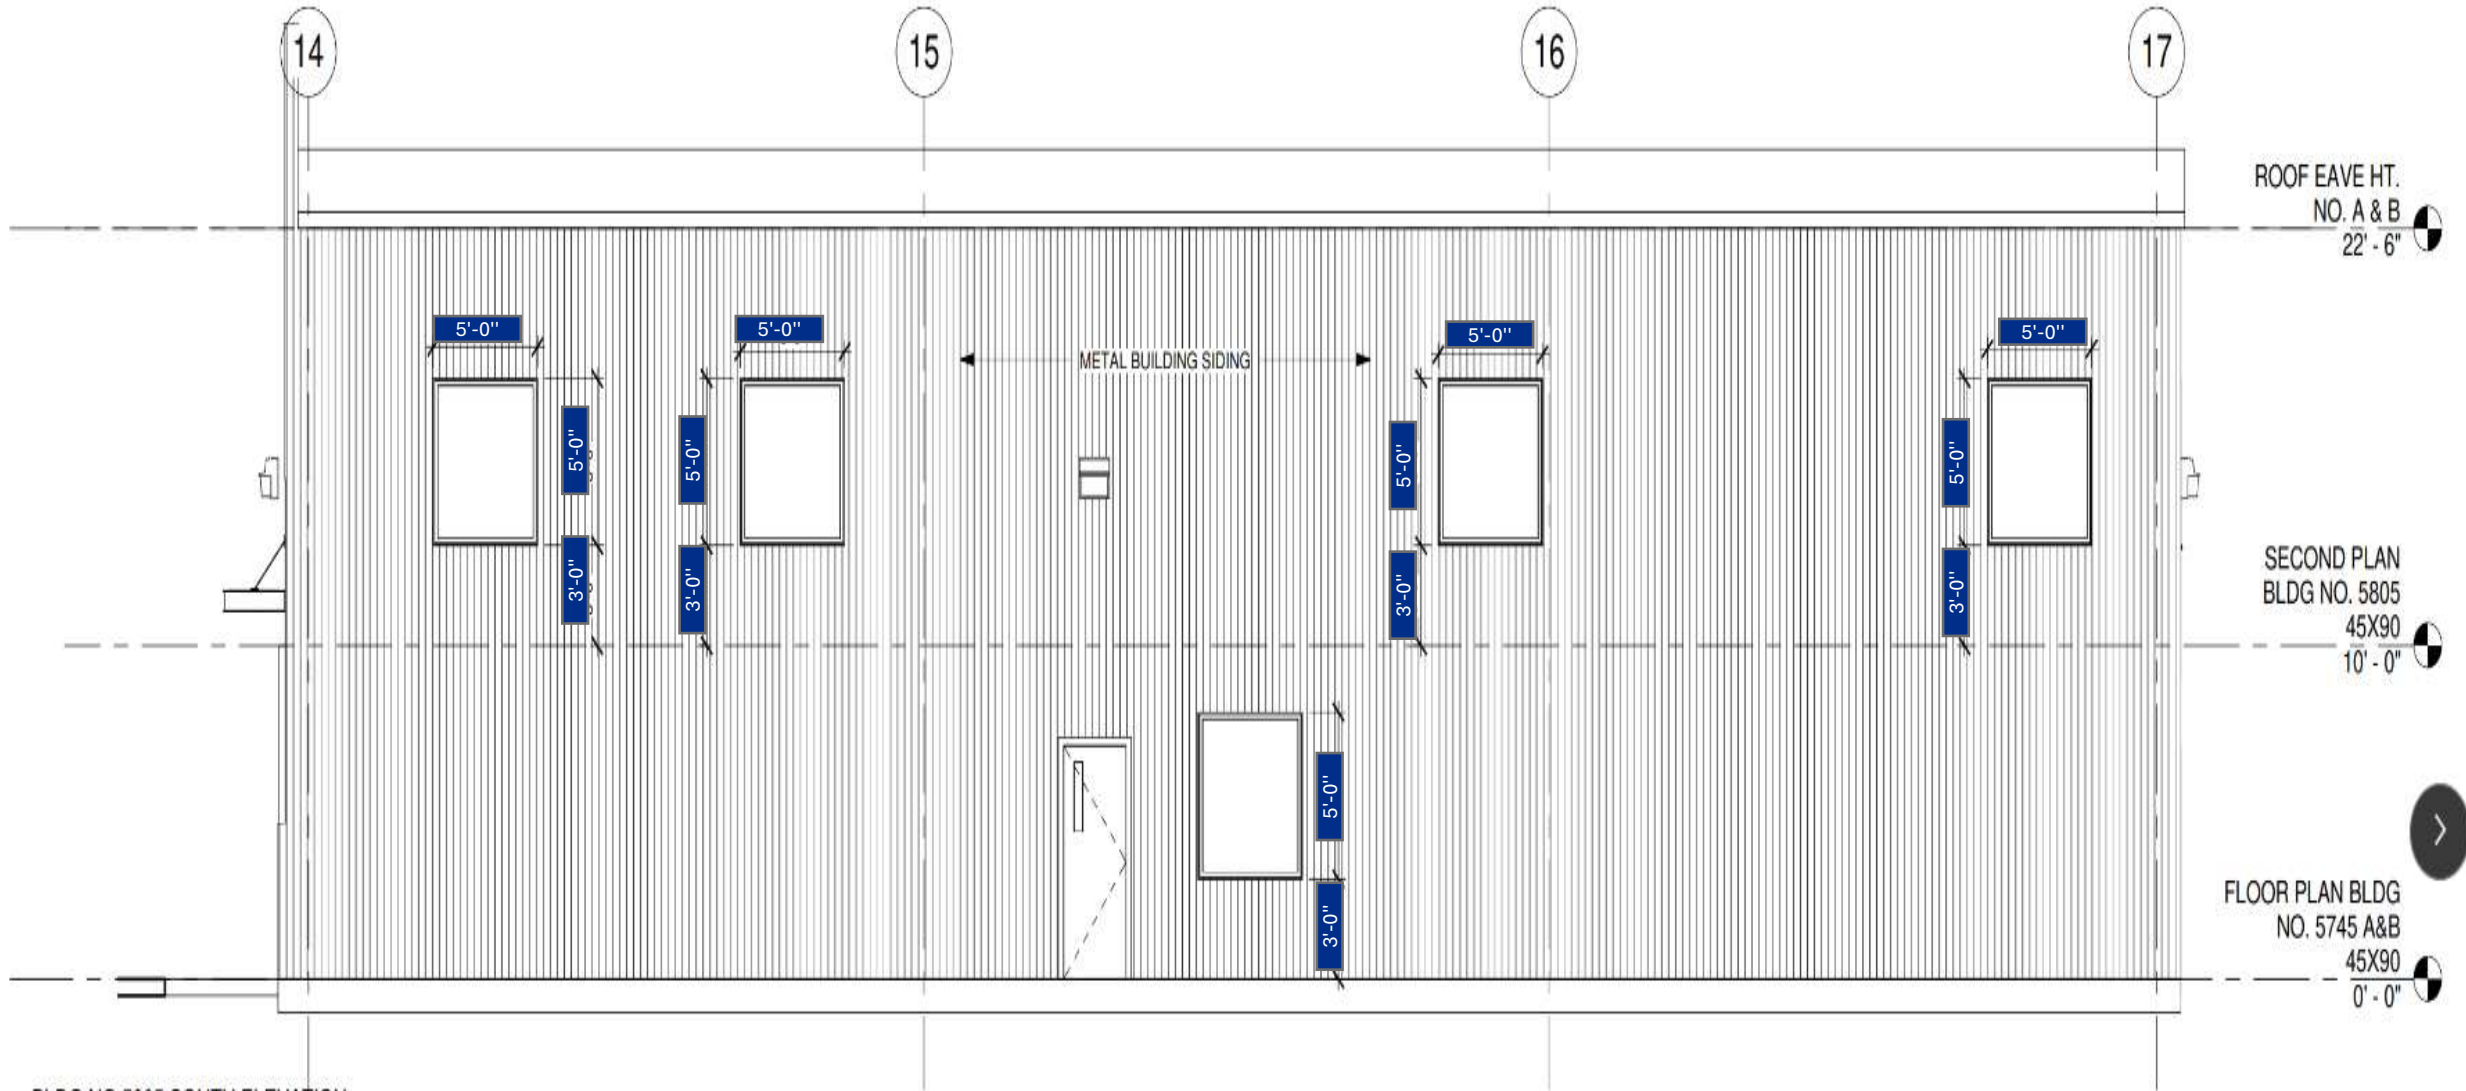 14
15
16
17
ROOF EAVE HT.
NO. A & B
22' - 6"
5'-0''
5'-0''
5'-0''
5'-0''
METAL BUILDING SIDING
5'-0''
5'-0''
5'-0''
5'-0''
3'-0''
3'-0''
3'-0''
3'-0''
SECOND PLAN
BLDG NO. 5805
45X90
10' - 0"
5'-0''
3'-0''
FLOOR PLAN BLDG
NO. 5745 A&B
45X90
0' - 0"